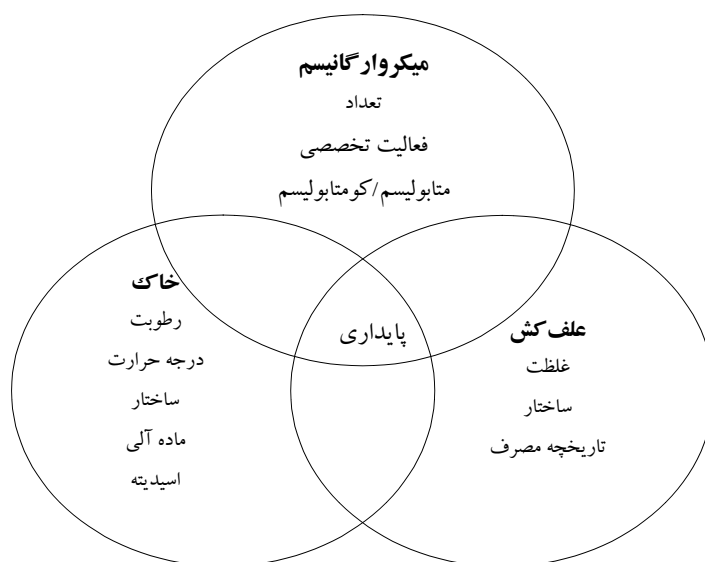 میکروارگانیسم
تعداد
فعالیت تخصصی
متابولیسم/کومتابولیسم
خاک
رطوبت
درجه حرارت
ساختار
ماده آلی
اسیدیته
پایداری
علف‌کش
غلظت
ساختار
تاریخچه مصرف